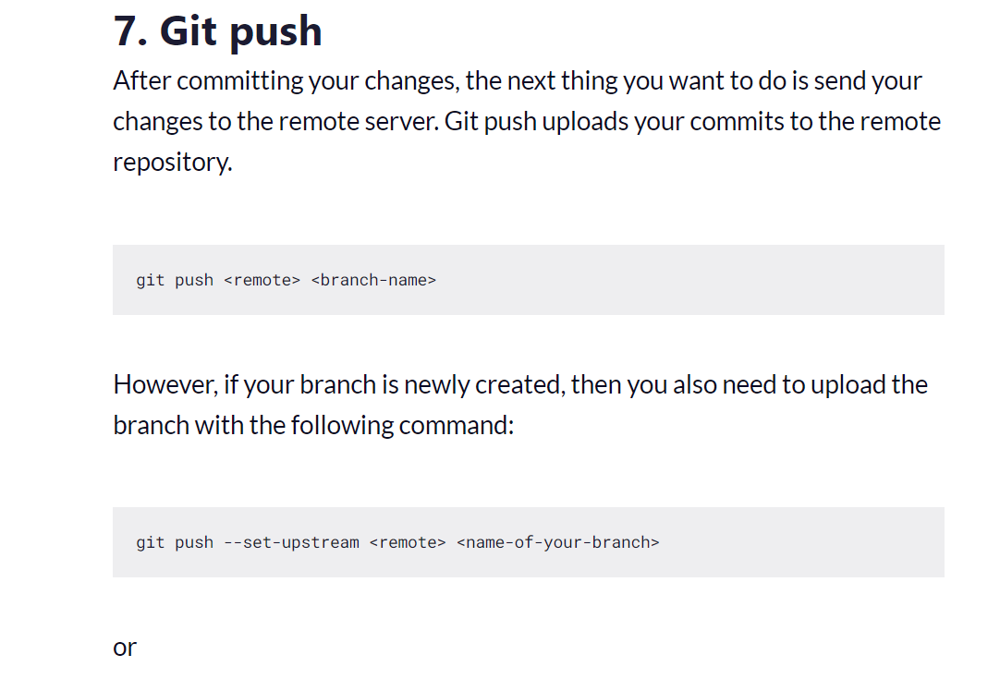 7. Git push
After committing your changes, the next thing you want to do is send your
changes to the remote server. Git push uploads your commits to the remote
repository.
git push <remote> <branch-name>
However, if your branch is newly created, then you also need to upload the
branch with the following command:
git push --set-upstream <remote> <name-of-your-branch>
or